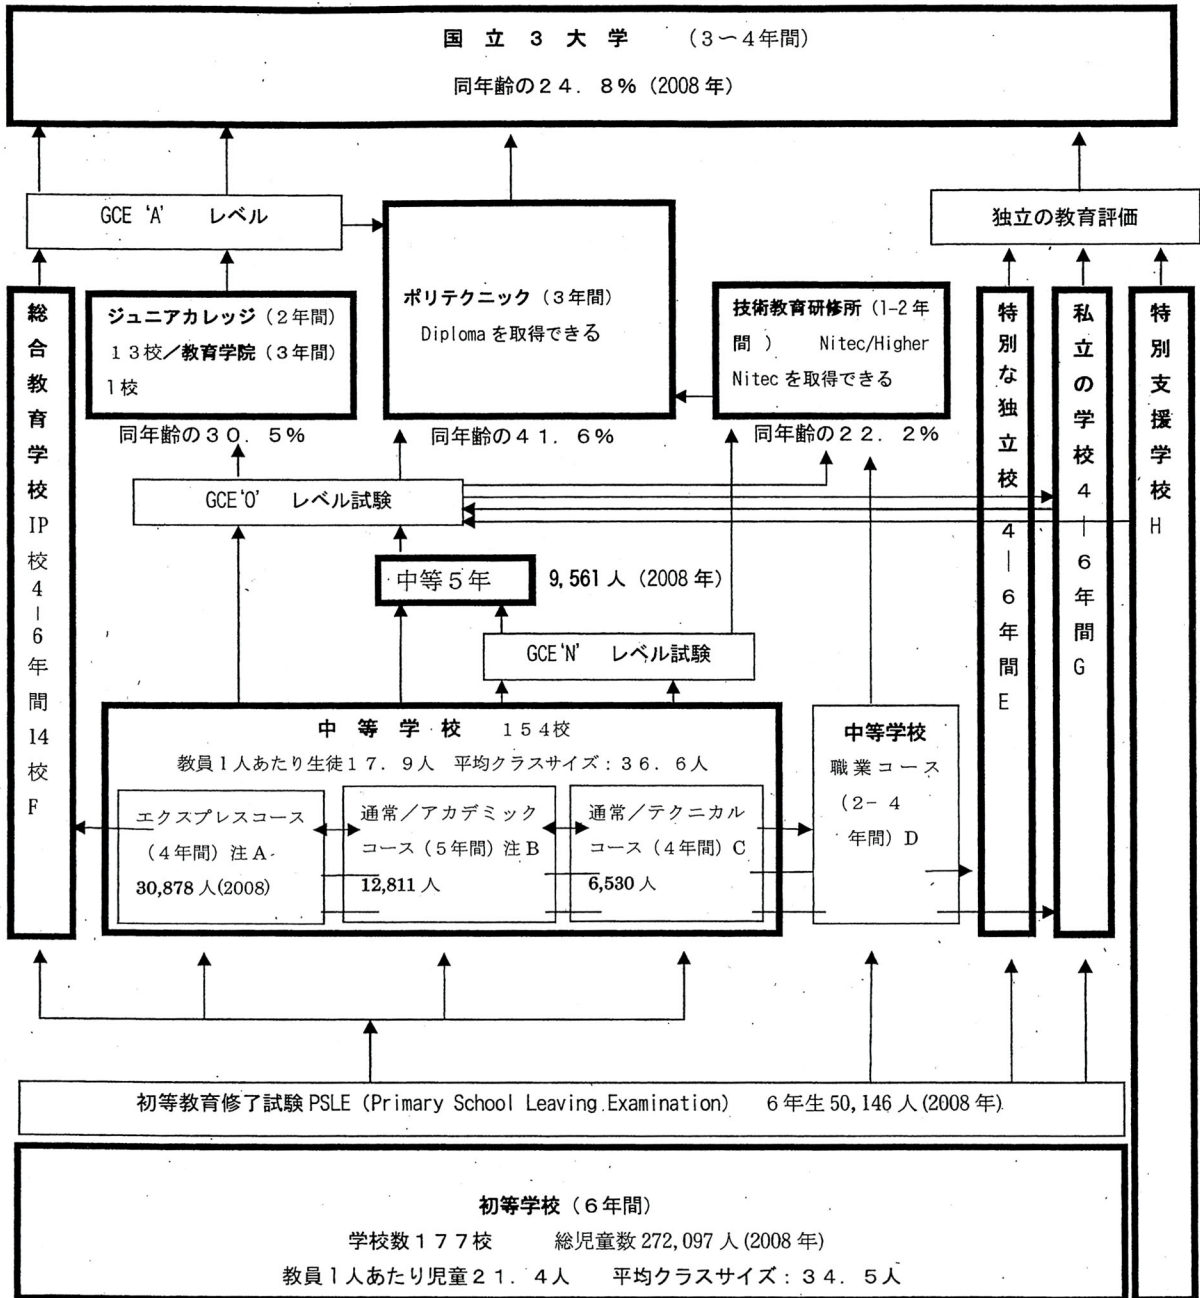 国 立 3 大 学 (3～4年間)
同年齢の24.8% (2008年)
GCE 'A' レベル
独立の教育評価
ジュニアカレッジ (2年間)
13校/教育学院 (3年間)
1校
同年齢の30.5%
ポリテクニック (3年間)
Diplomaを取得できる
同年齢の41.6%
技術教育研修所 (1-2年
間) Nitec/Higher
Nitecを取得できる
同年齢の22.2%
総合教育学校IP校4-6年間14校F
特別な独立校 4-6年間E
私立の学校4-6年間G
特別支援学校H
GCE'O' レベル試験
中等5年
9,561人 (2008年)
GCE'N' レベル試験
中 等 学 校 154校
教員1人あたり生徒17.9人 平均クラスサイズ:36.6人
エクスプレスコース
(4年間) 注A
30,878人(2008)
通常/アカデミック
コース (5年間) 注B
12,811人
通常/テクニカル
コース (4年間) C
6,530人
中等学校
職業コース
(2-4
年間) D
初等教育修了試験PSLE (Primary School Leaving Examination) 6年生50,146人(2008年)
初等学校 (6年間)
学校数177校 総児童数272,097人(2008年)
教員1人あたり児童21.4人 平均クラスサイズ:34.5人